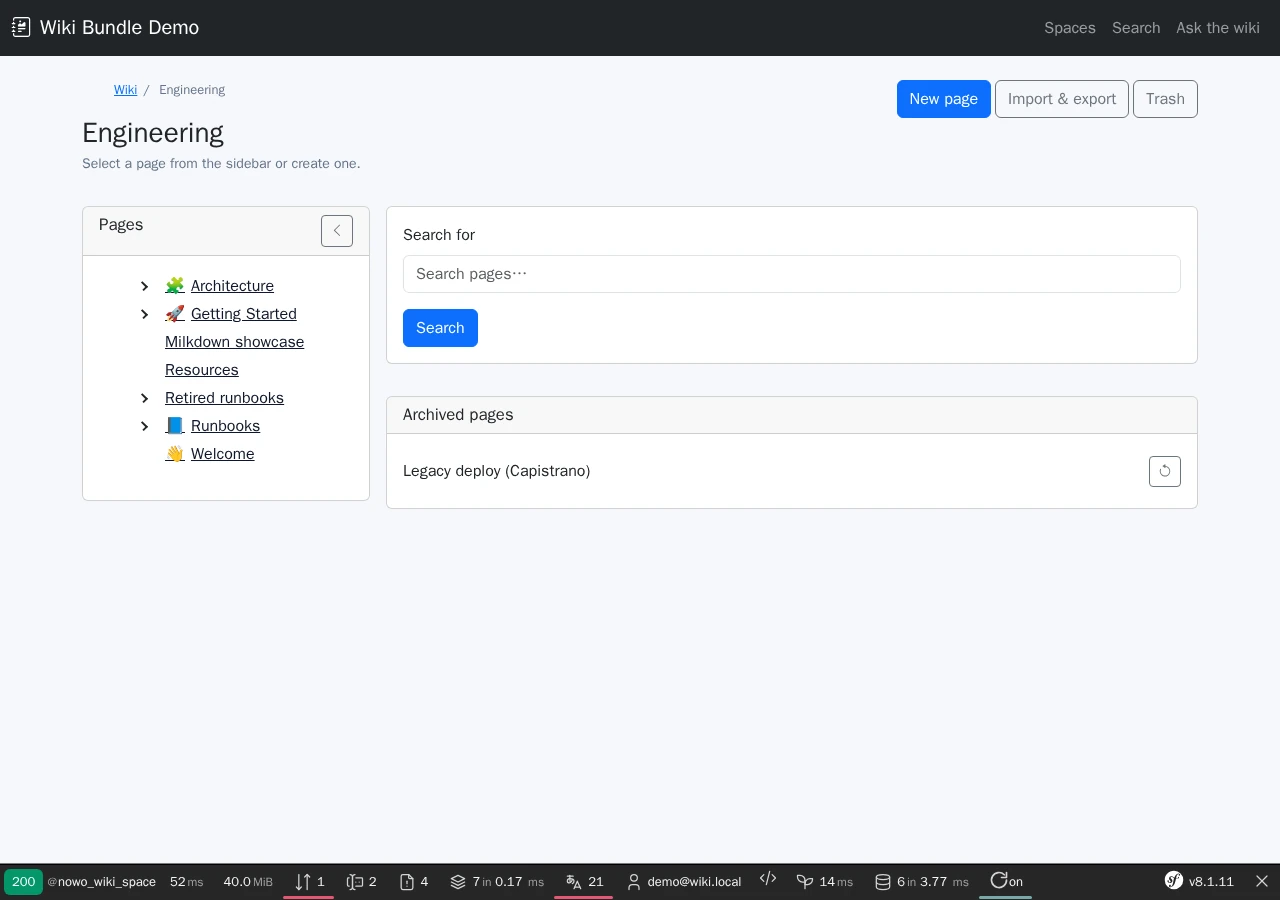 Wiki Bundle Demo
Spaces Search Ask the wiki
Wiki / Engineering
New page Import & export Trash
Engineering
Select a page from the sidebar or create one.
Pages
Architecture
Getting Started
Milkdown showcase
Resources
Retired runbooks
Runbooks
Welcome
Search for
Search pages…
Search
Archived pages
Legacy deploy (Capistrano)
200 @nowo_wiki_space 52 ms 40.0 MiB 1 2 4 7 in 0.17 ms 21 demo@wiki.local 14 ms 6 in 3.77 ms on sf v8.1.11